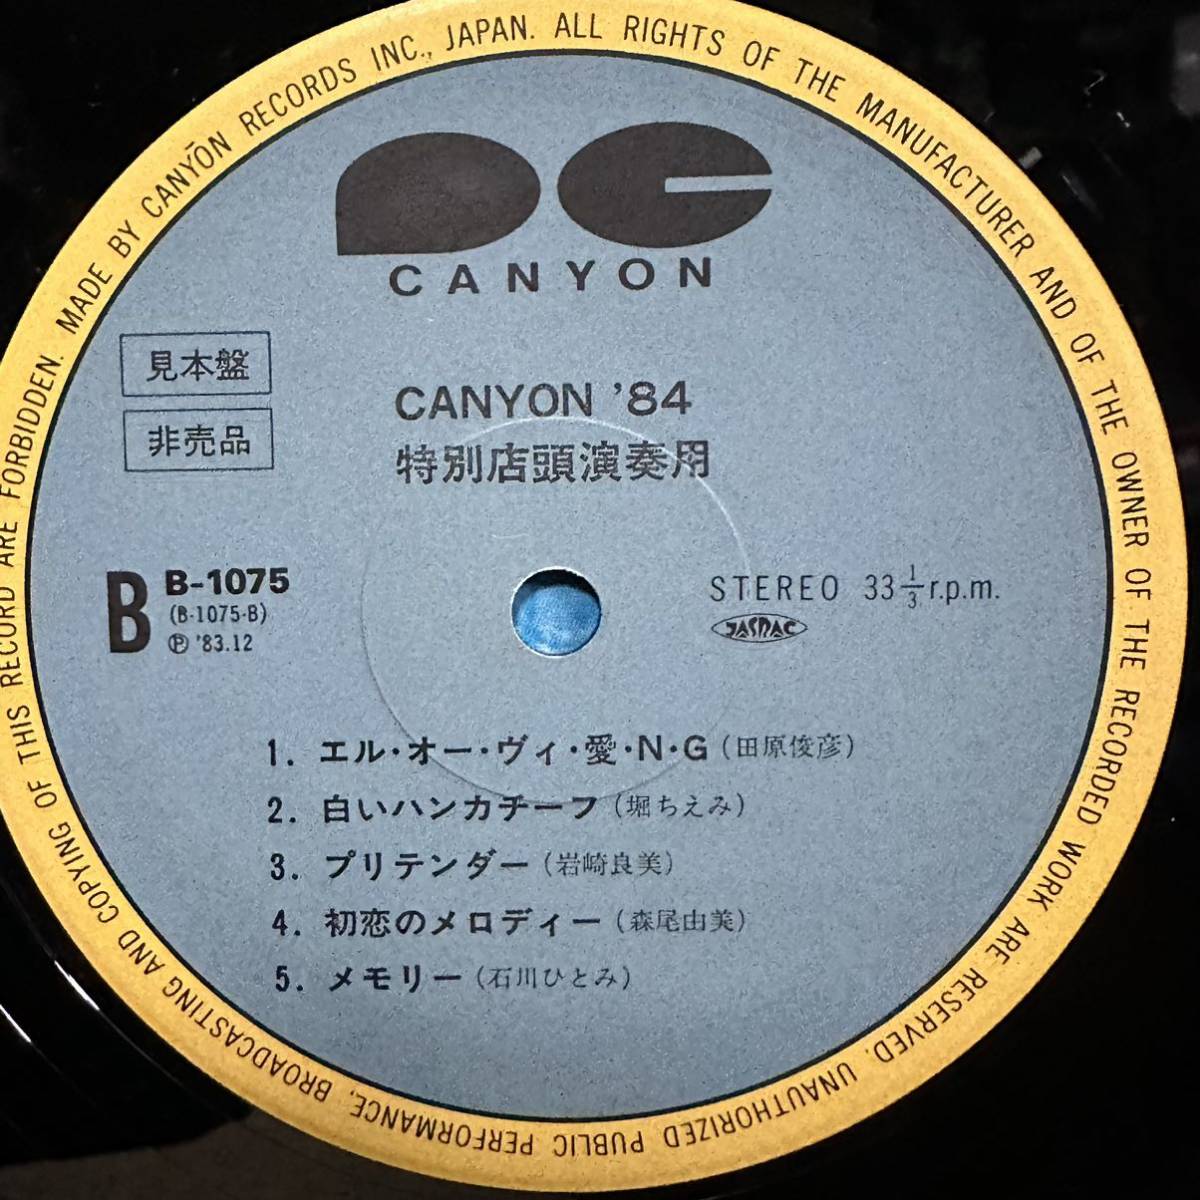 MADE BY CANYŌN RECORDS INC., JAPAN. ALL RIGHTS OF THE MANUFACTURER AND OF THE OWNER OF THE RECORDED WORK ARE RESERVED. UNAUTHORIZED PUBLIC PERFORMANCE, BROADCASTING AND COPYING OF THIS RECORD ARE FORBIDDEN.
CANYON
見本盤
非売品
CANYON '84
特別店頭演奏用
B
B-1075
(B-1075-B)
Ⓟ '83.12
STEREO 33⅓r.p.m.
JASRAC
1. エル・オー・ヴィ・愛・N・G(田原俊彦)
2. 白いハンカチーフ(堀ちえみ)
3. プリテンダー(岩崎良美)
4. 初恋のメロディー(森尾由美)
5. メモリー(石川ひとみ)